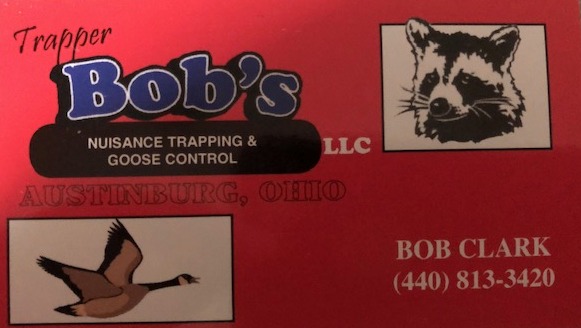 Trapper
Bob's
NUISANCE TRAPPING &
GOOSE CONTROL
LLC
AUSTINBURG, OHIO
BOB CLARK
(440) 813-3420